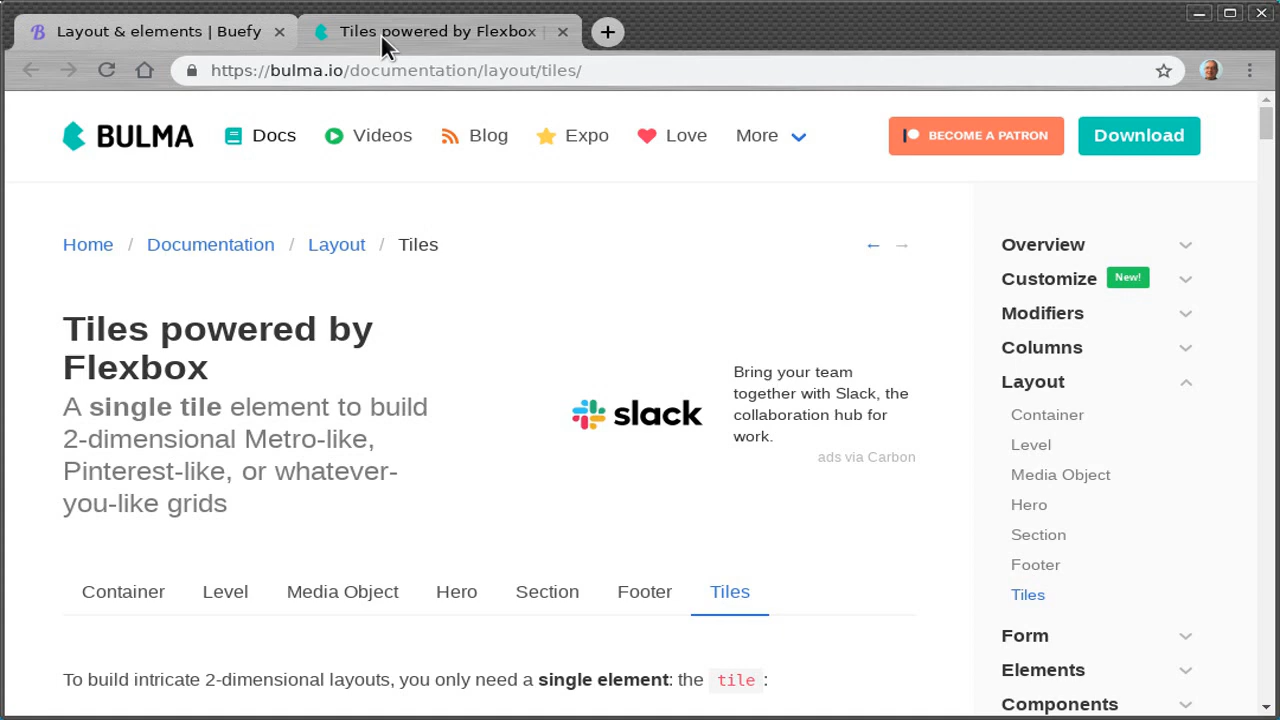 Layout & elements | Buefy
Tiles powered by Flexbox |
https://bulma.io/documentation/layout/tiles/
BULMA Docs Videos Blog Expo Love More BECOME A PATRON Download
Home / Documentation / Layout / Tiles ← →
Tiles powered by
Flexbox
A single tile element to build
2-dimensional Metro-like,
Pinterest-like, or whatever-
you-like grids
slack
Bring your team
together with Slack, the
collaboration hub for
work.
ads via Carbon
Container Level Media Object Hero Section Footer Tiles
To build intricate 2-dimensional layouts, you only need a single element: the tile :
Overview
Customize New!
Modifiers
Columns
Layout
Container
Level
Media Object
Hero
Section
Footer
Tiles
Form
Elements
Components